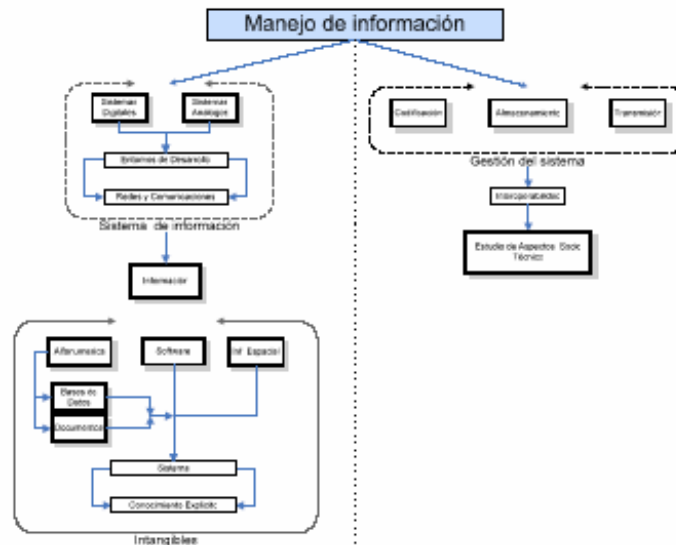 Manejo de información
Sistemas
Digitales
Sistemas
Análogos
Entornos de Desarrollo
Redes y Comunicaciones
Sistema de información
Información
Codificación
Almacenamiento
Transmisión
Gestión del sistema
Interoperabilidad
Estudio de Aspectos Socio
Técnico
Alfanumerica
Software
Inf Espacial
Bases de
Datos
Documentos
Sistema
Conocimiento Explicito
Intangibles